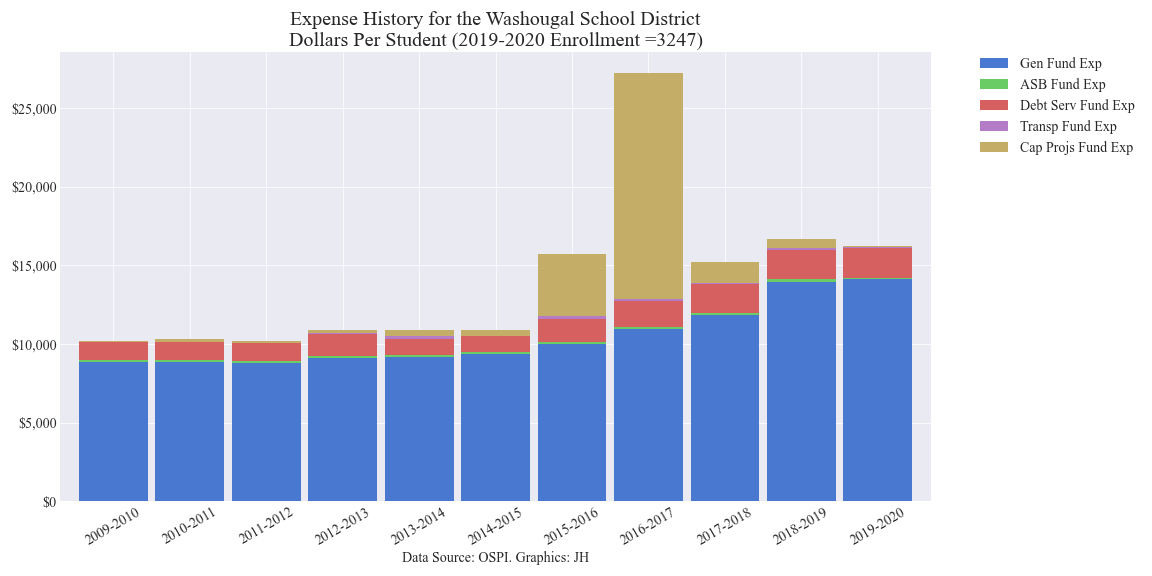 Expense History for the Washougal School District
Dollars Per Student (2019-2020 Enrollment =3247)
Gen Fund Exp
ASB Fund Exp
Debt Serv Fund Exp
Transp Fund Exp
Cap Projs Fund Exp
$25,000
$20,000
$15,000
$10,000
$5,000
$0
2009-2010
2010-2011
2011-2012
2012-2013
2013-2014
2014-2015
2015-2016
2016-2017
2017-2018
2018-2019
2019-2020
Data Source: OSPI. Graphics: JH